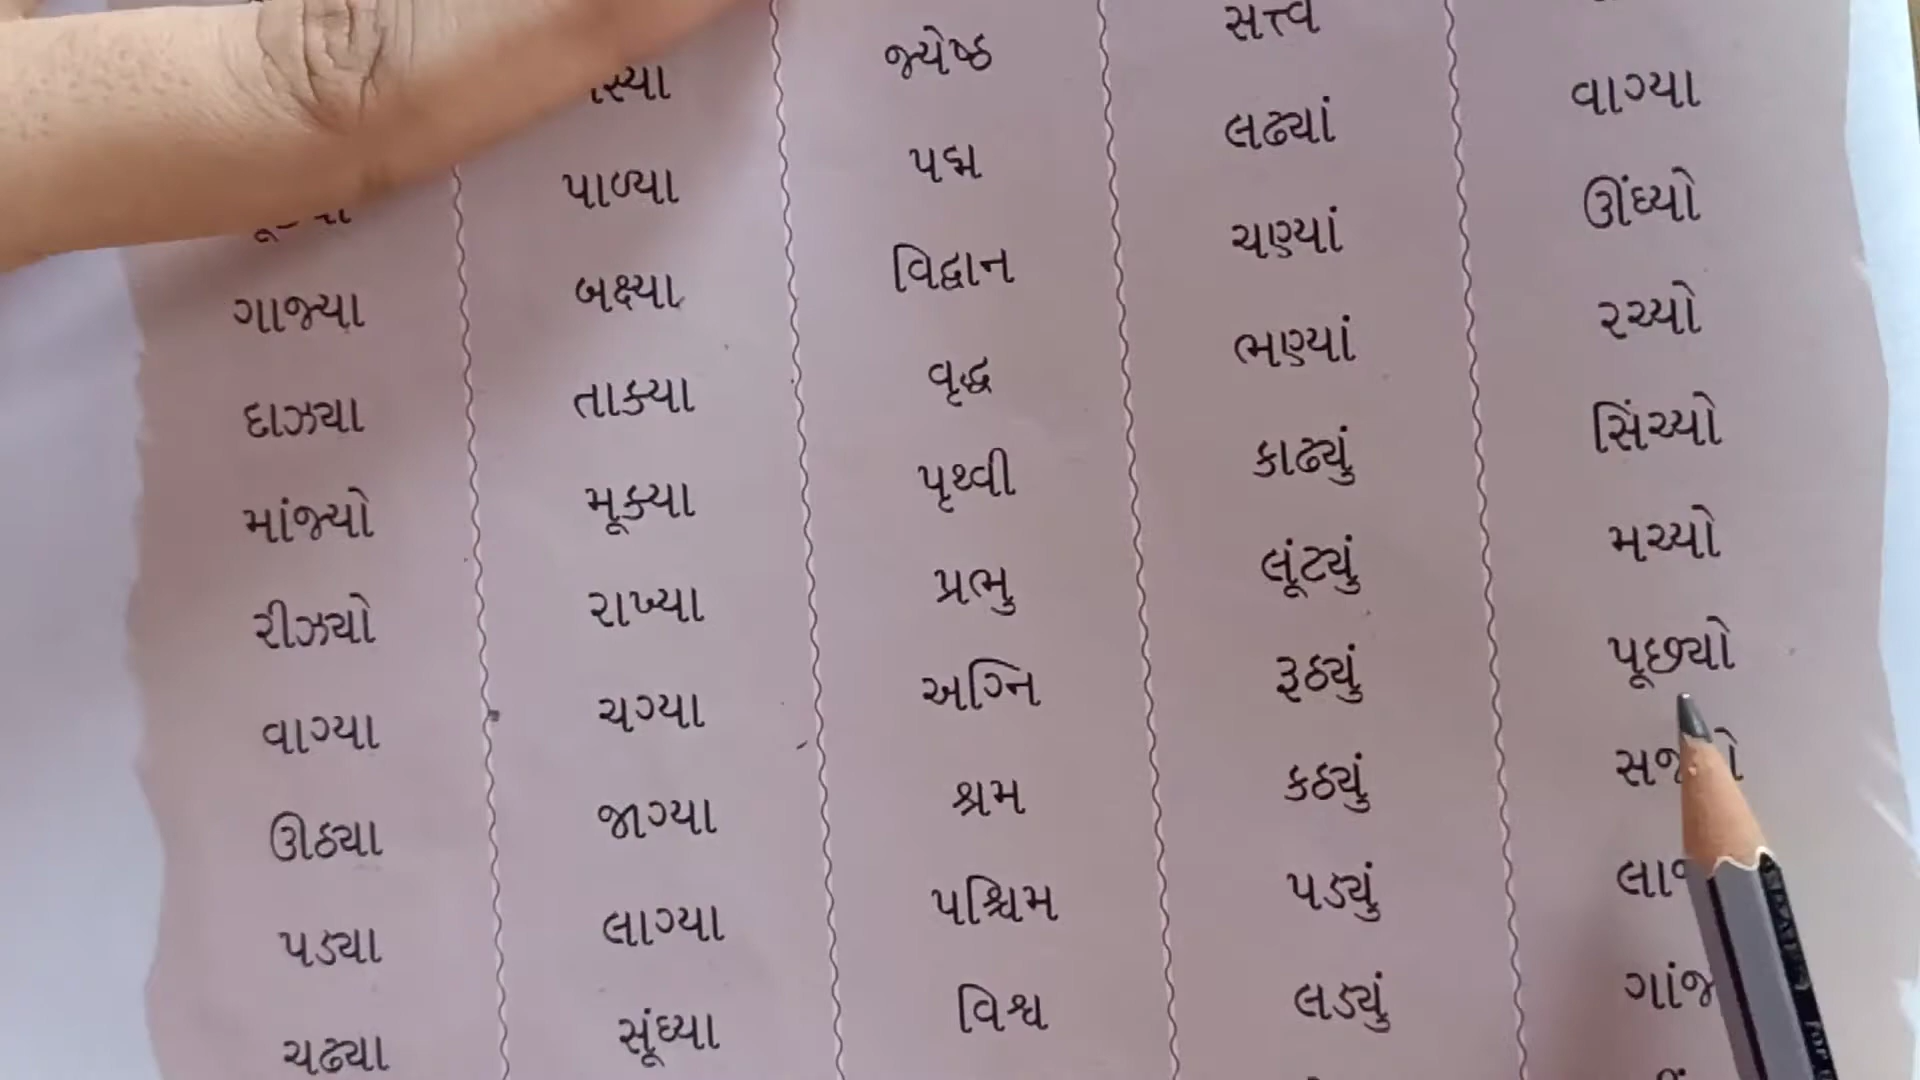 જ્યેષ્ઠ સત્ત્વ
પાળ્યા પદ્મ લઢ્યાં વાગ્યા
ગાજ્યા બક્ષ્યા વિદ્વાન ચણ્યાં ઊંઘ્યો
દાઝ્યા તાક્યા વૃદ્ધ ભણ્યાં રચ્યો
માંજ્યો મૂક્યા પૃથ્વી કાઢ્યું સિંચ્યો
રીઝ્યો રાખ્યા પ્રભુ લૂંટ્યું મચ્યો
વાગ્યા ચગ્યા અગ્નિ રૂઠ્યું પૂછ્યો
ઊઠ્યા જાગ્યા શ્રમ કઠ્યું
પડ્યા લાગ્યા પશ્ચિમ પડ્યું
ચઢ્યા સૂંઘ્યા વિશ્વ લડ્યું